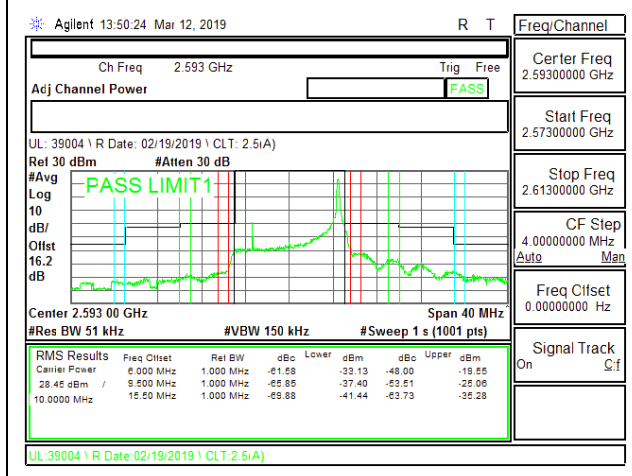 Agilent 13:50:24 Mar 12, 2019 R T
Freq/Channel
Ch Freq 2.593 GHz Trig Free
Adj Channel Power PASS
Center Freq
2.59300000 GHz
Start Freq
2.57300000 GHz
Stop Freq
2.61300000 GHz
CF Step
4.00000000 MHz
Auto Man
Freq Offset
0.00000000 Hz
Signal Track
On Off
UL: 39004 \ R Date: 02/19/2019 \ CLT: 2.5(A)
Ref 30 dBm #Atten 30 dB
#Avg
Log
10
dB/
Offst
16.2
dB
PASS LIMIT1
Center 2.593 00 GHz Span 40 MHz
#Res BW 51 kHz #VBW 150 kHz #Sweep 1 s (1001 pts)
RMS Results Freq Offset Ref BW dBc Lower dBm dBc Upper dBm
Carrier Power 6.000 MHz 1.000 MHz -61.58 -33.13 -48.00 -19.55
28.45 dBm / 9.500 MHz 1.000 MHz -65.85 -37.40 -53.51 -25.06
10.0000 MHz 15.50 MHz 1.000 MHz -69.88 -41.44 -63.73 -35.28
UL:39004 \ R Date:02/19/2019 \ CLT:2.5(A)